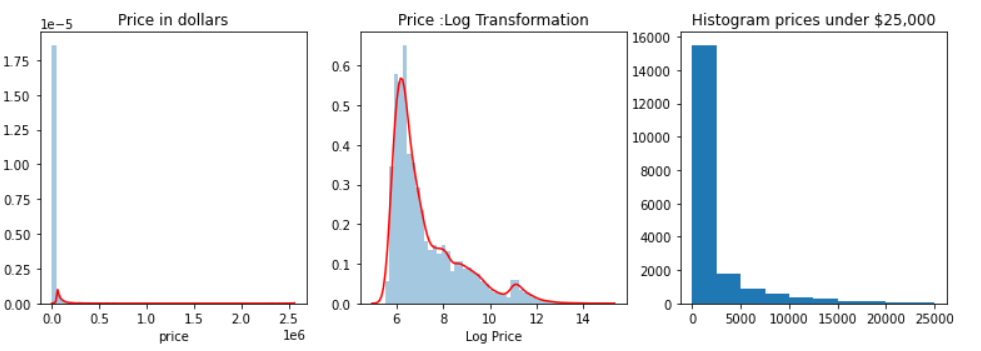 Price in dollars
1e−5
1.75
1.50
1.25
1.00
0.75
0.50
0.25
0.00
0.0 0.5 1.0 1.5 2.0 2.5
1e6
price
Price :Log Transformation
0.6
0.5
0.4
0.3
0.2
0.1
0.0
6 8 10 12 14
Log Price
Histogram prices under $25,000
16000
14000
12000
10000
8000
6000
4000
2000
0
0 5000 10000 15000 20000 25000